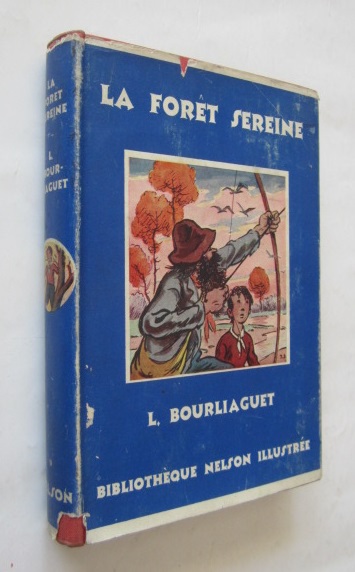 LA FORÊT SEREINE
L. BOURLIAGUET
BIBLIOTHÈQUE NELSON ILLUSTRÉE
LA
FORÊT
SEREINE
L.
BOUR-
LIAGUET